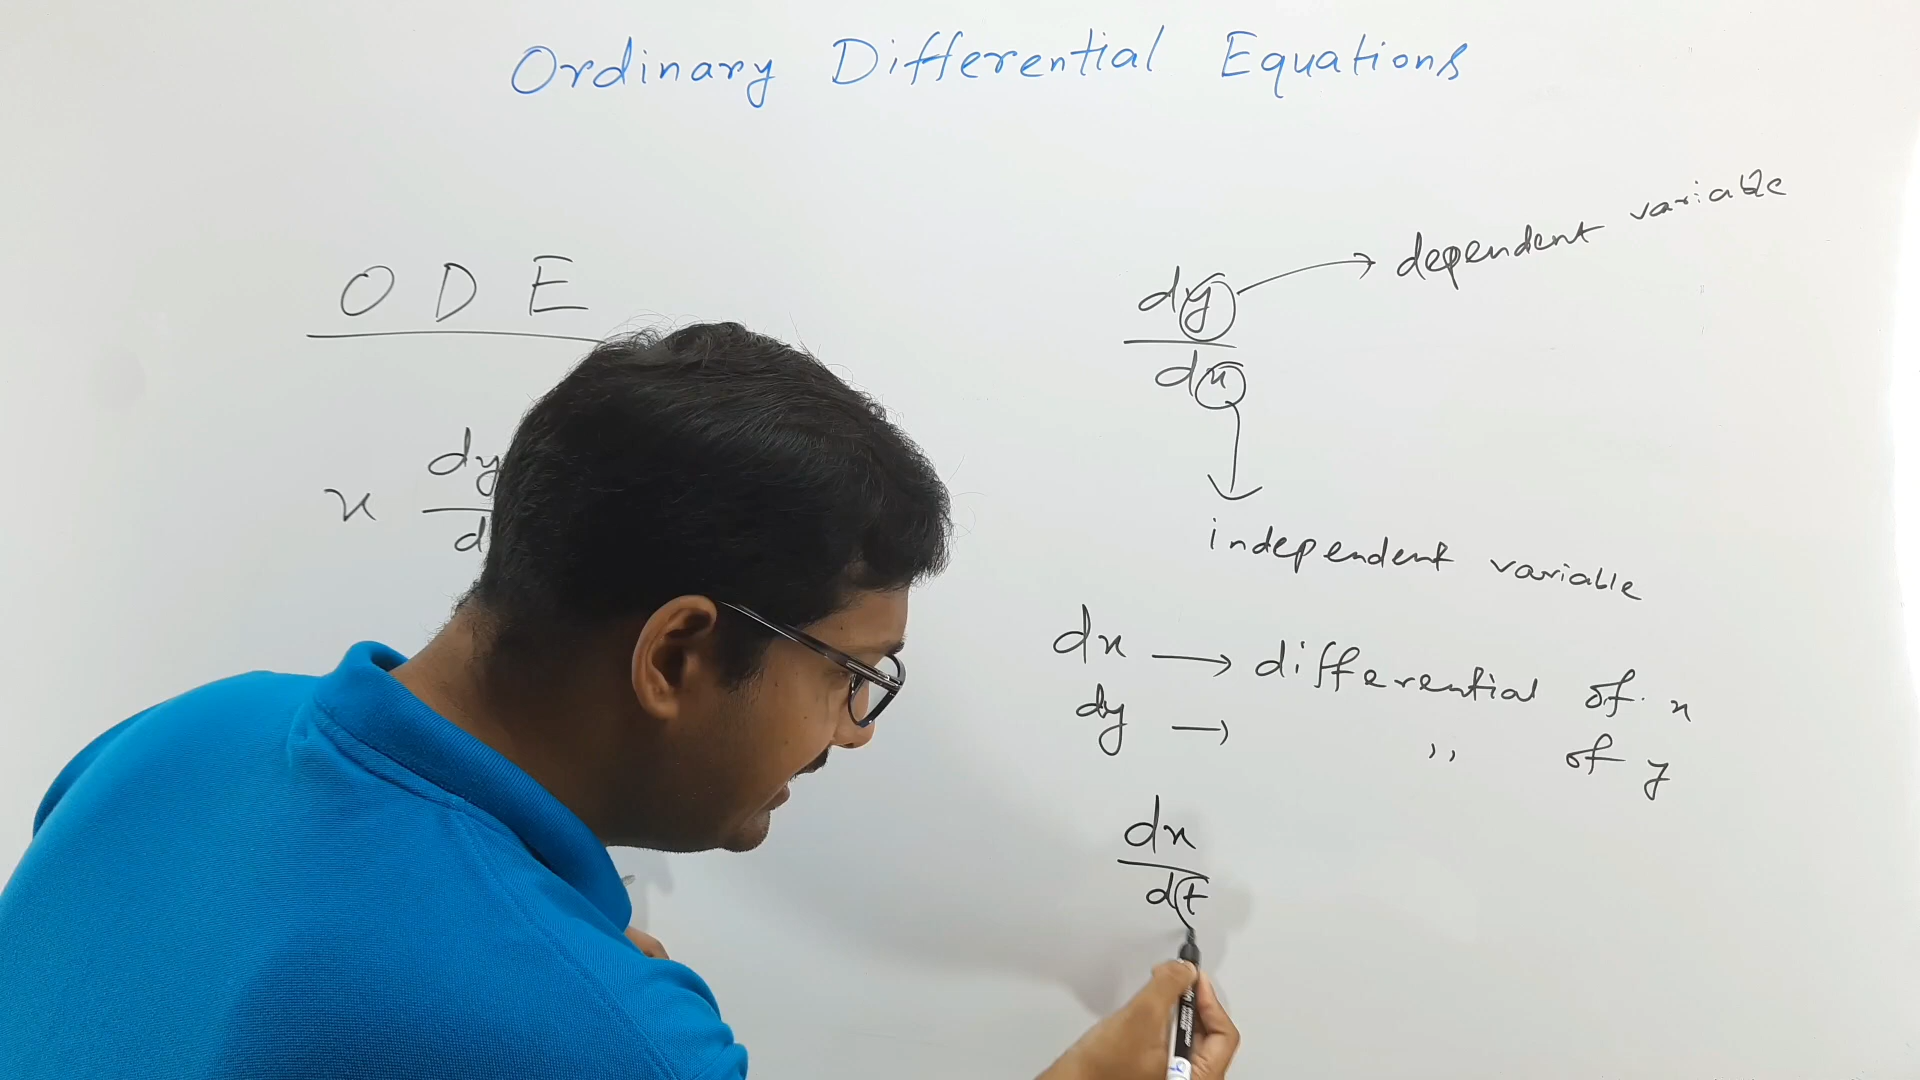 Ordinary Differential Equations
O D E
x dy
d
dy → dependent variable
dx
↓
independent variable
dx → differential of x
dy → ,, of y
dx
dt